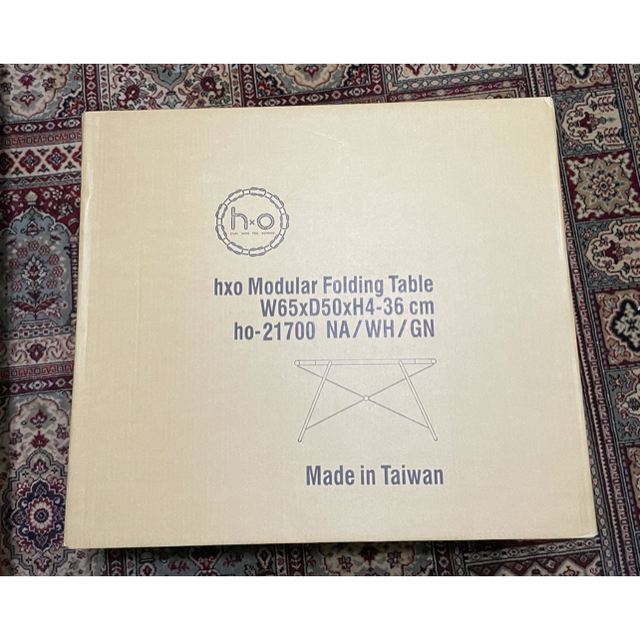 h×o
hxo Modular Folding Table
W65xD50xH4-36 cm
ho-21700 NA/WH/GN
Made in Taiwan